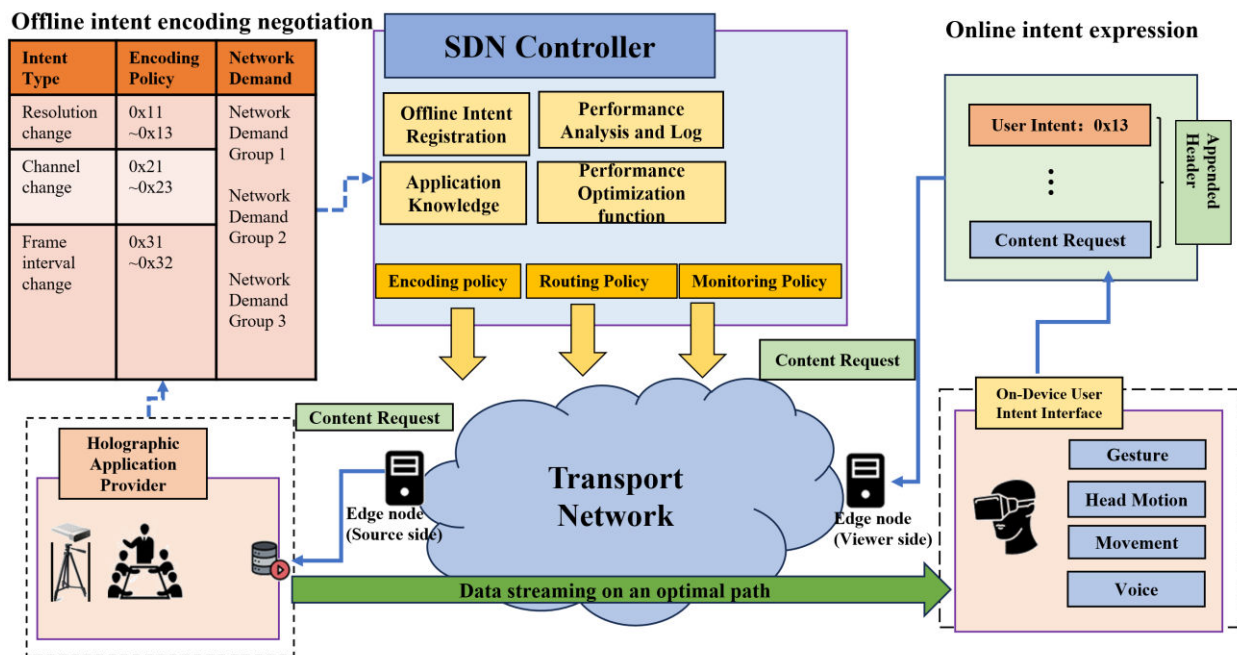 Offline intent encoding negotiation
Intent
Type
Encoding
Policy
Network
Demand
Resolution
change
0x11
~0x13
Network
Demand
Group 1
Channel
change
0x21
~0x23
Network
Demand
Group 2
Frame
interval
change
0x31
~0x32
Network
Demand
Group 3
SDN Controller
Offline Intent
Registration
Performance
Analysis and Log
Application
Knowledge
Performance
Optimization
function
Encoding policy
Routing Policy
Monitoring Policy
Online intent expression
User Intent：0x13
⋮
Content Request
Appended
Header
Content Request
Content Request
Holographic
Application
Provider
Edge node
(Source side)
Transport
Network
Edge node
(Viewer side)
On-Device User
Intent Interface
Gesture
Head Motion
Movement
Voice
Data streaming on an optimal path